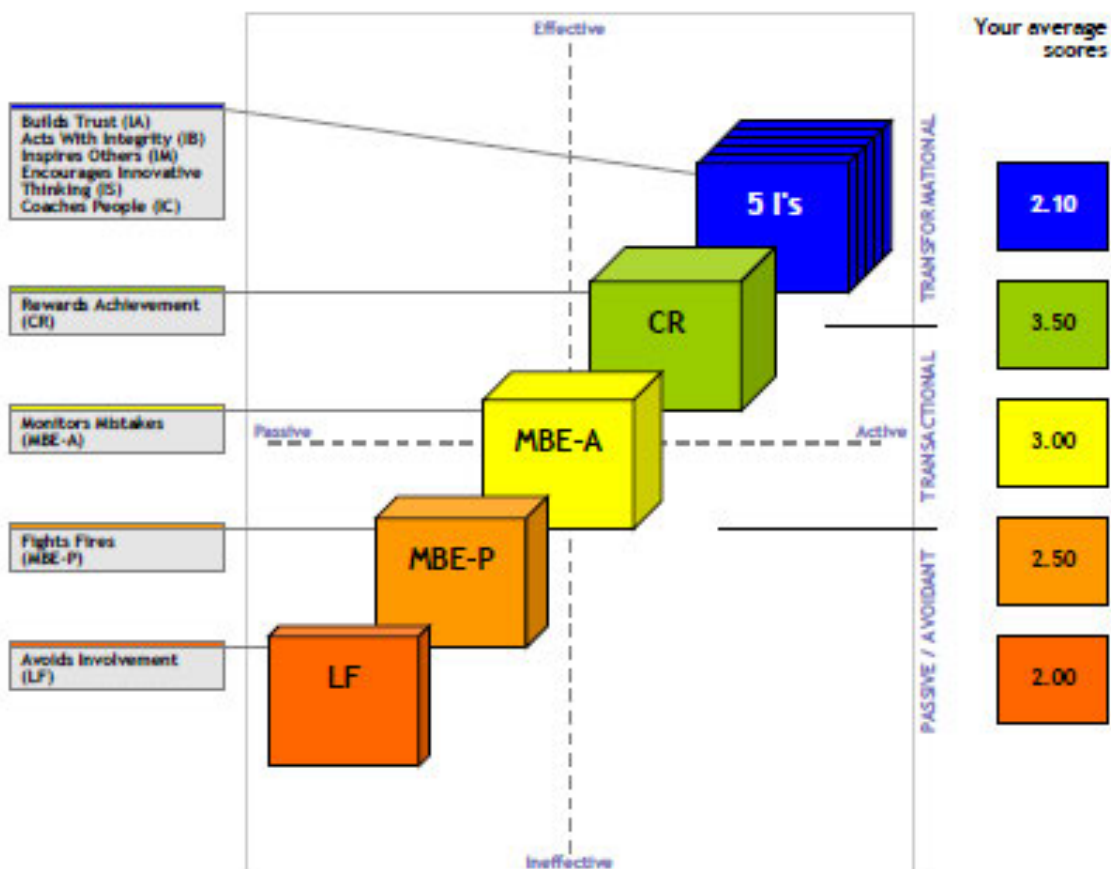 Effective
Your average
scores
Builds Trust (IA)
Acts With Integrity (IB)
Inspires Others (IM)
Encourages Innovative
Thinking (IS)
Coaches People (IC)
5 I's
TRANSFORMATIONAL
2.10
Rewards Achievement
(CR)
CR
3.50
Monitors Mistakes
(MBE-A)
Passive
MBE-A
Active
TRANSACTIONAL
3.00
Fights Fires
(MBE-P)
MBE-P
2.50
Avoids Involvement
(LF)
LF
PASSIVE / AVOIDANT
2.00
Ineffective